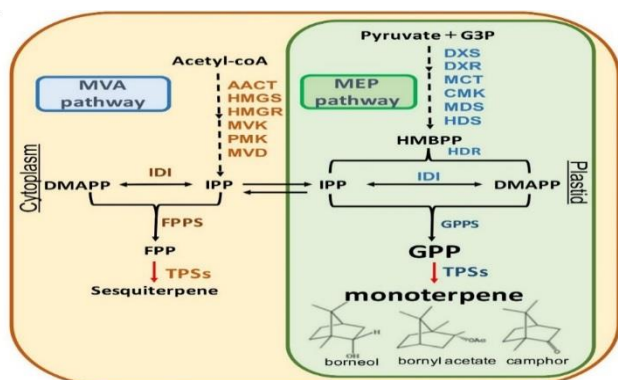 Pyruvate + G3P
Acetyl-coA
DXS
DXR
MCT
CMK
MDS
HDS
MVA
pathway
MEP
pathway
AACT
HMGS
HMGR
MVK
PMK
MVD
HMBPP
HDR
Cytoplasm
DMAPP
IDI
IPP
IPP
IDI
DMAPP
Plastid
FPPS
GPPS
FPP
GPP
TPSs
TPSs
Sesquiterpene
monoterpene
H
OH
OAc
O
borneol
bornyl acetate
camphor